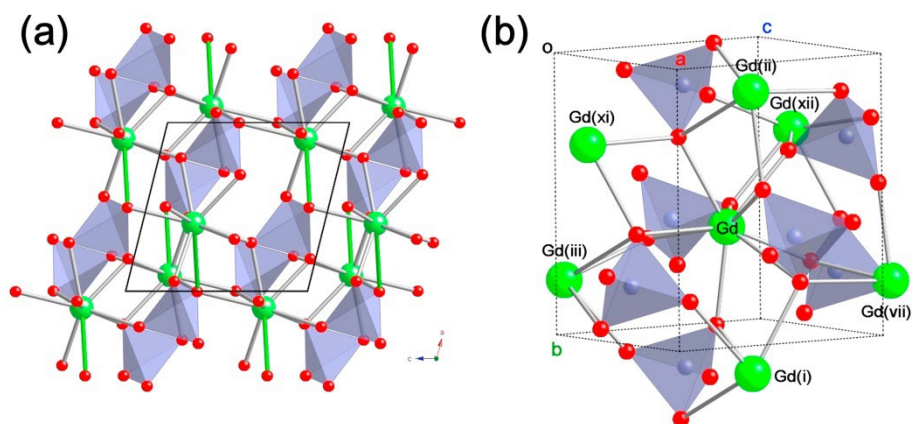 (a)
(b)
c
o
a
Gd(ii)
Gd(xii)
Gd(xi)
Gd
Gd(iii)
Gd(vii)
b
Gd(i)
a
c